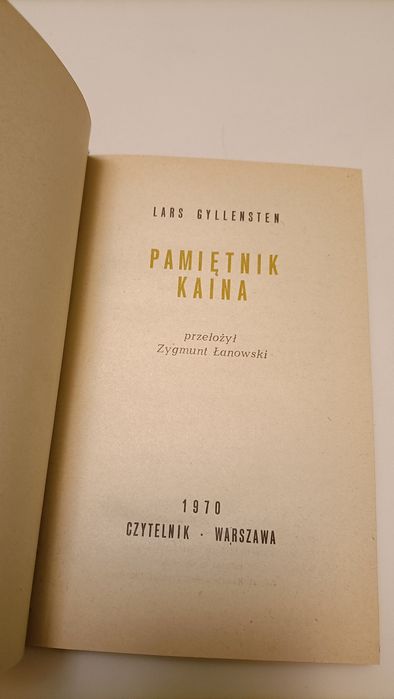 LARS GYLLENSTEN
PAMIĘTNIK
KAINA
przełożył
Zygmunt Łanowski
1970
CZYTELNIK · WARSZAWA